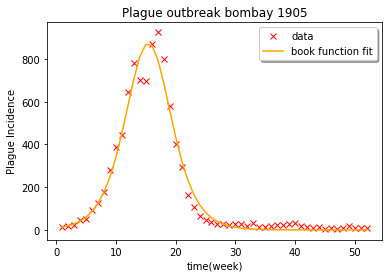 Plague outbreak bombay 1905
data
book function fit
Plague Incidence
800
600
400
200
0
0 10 20 30 40 50
time(week)